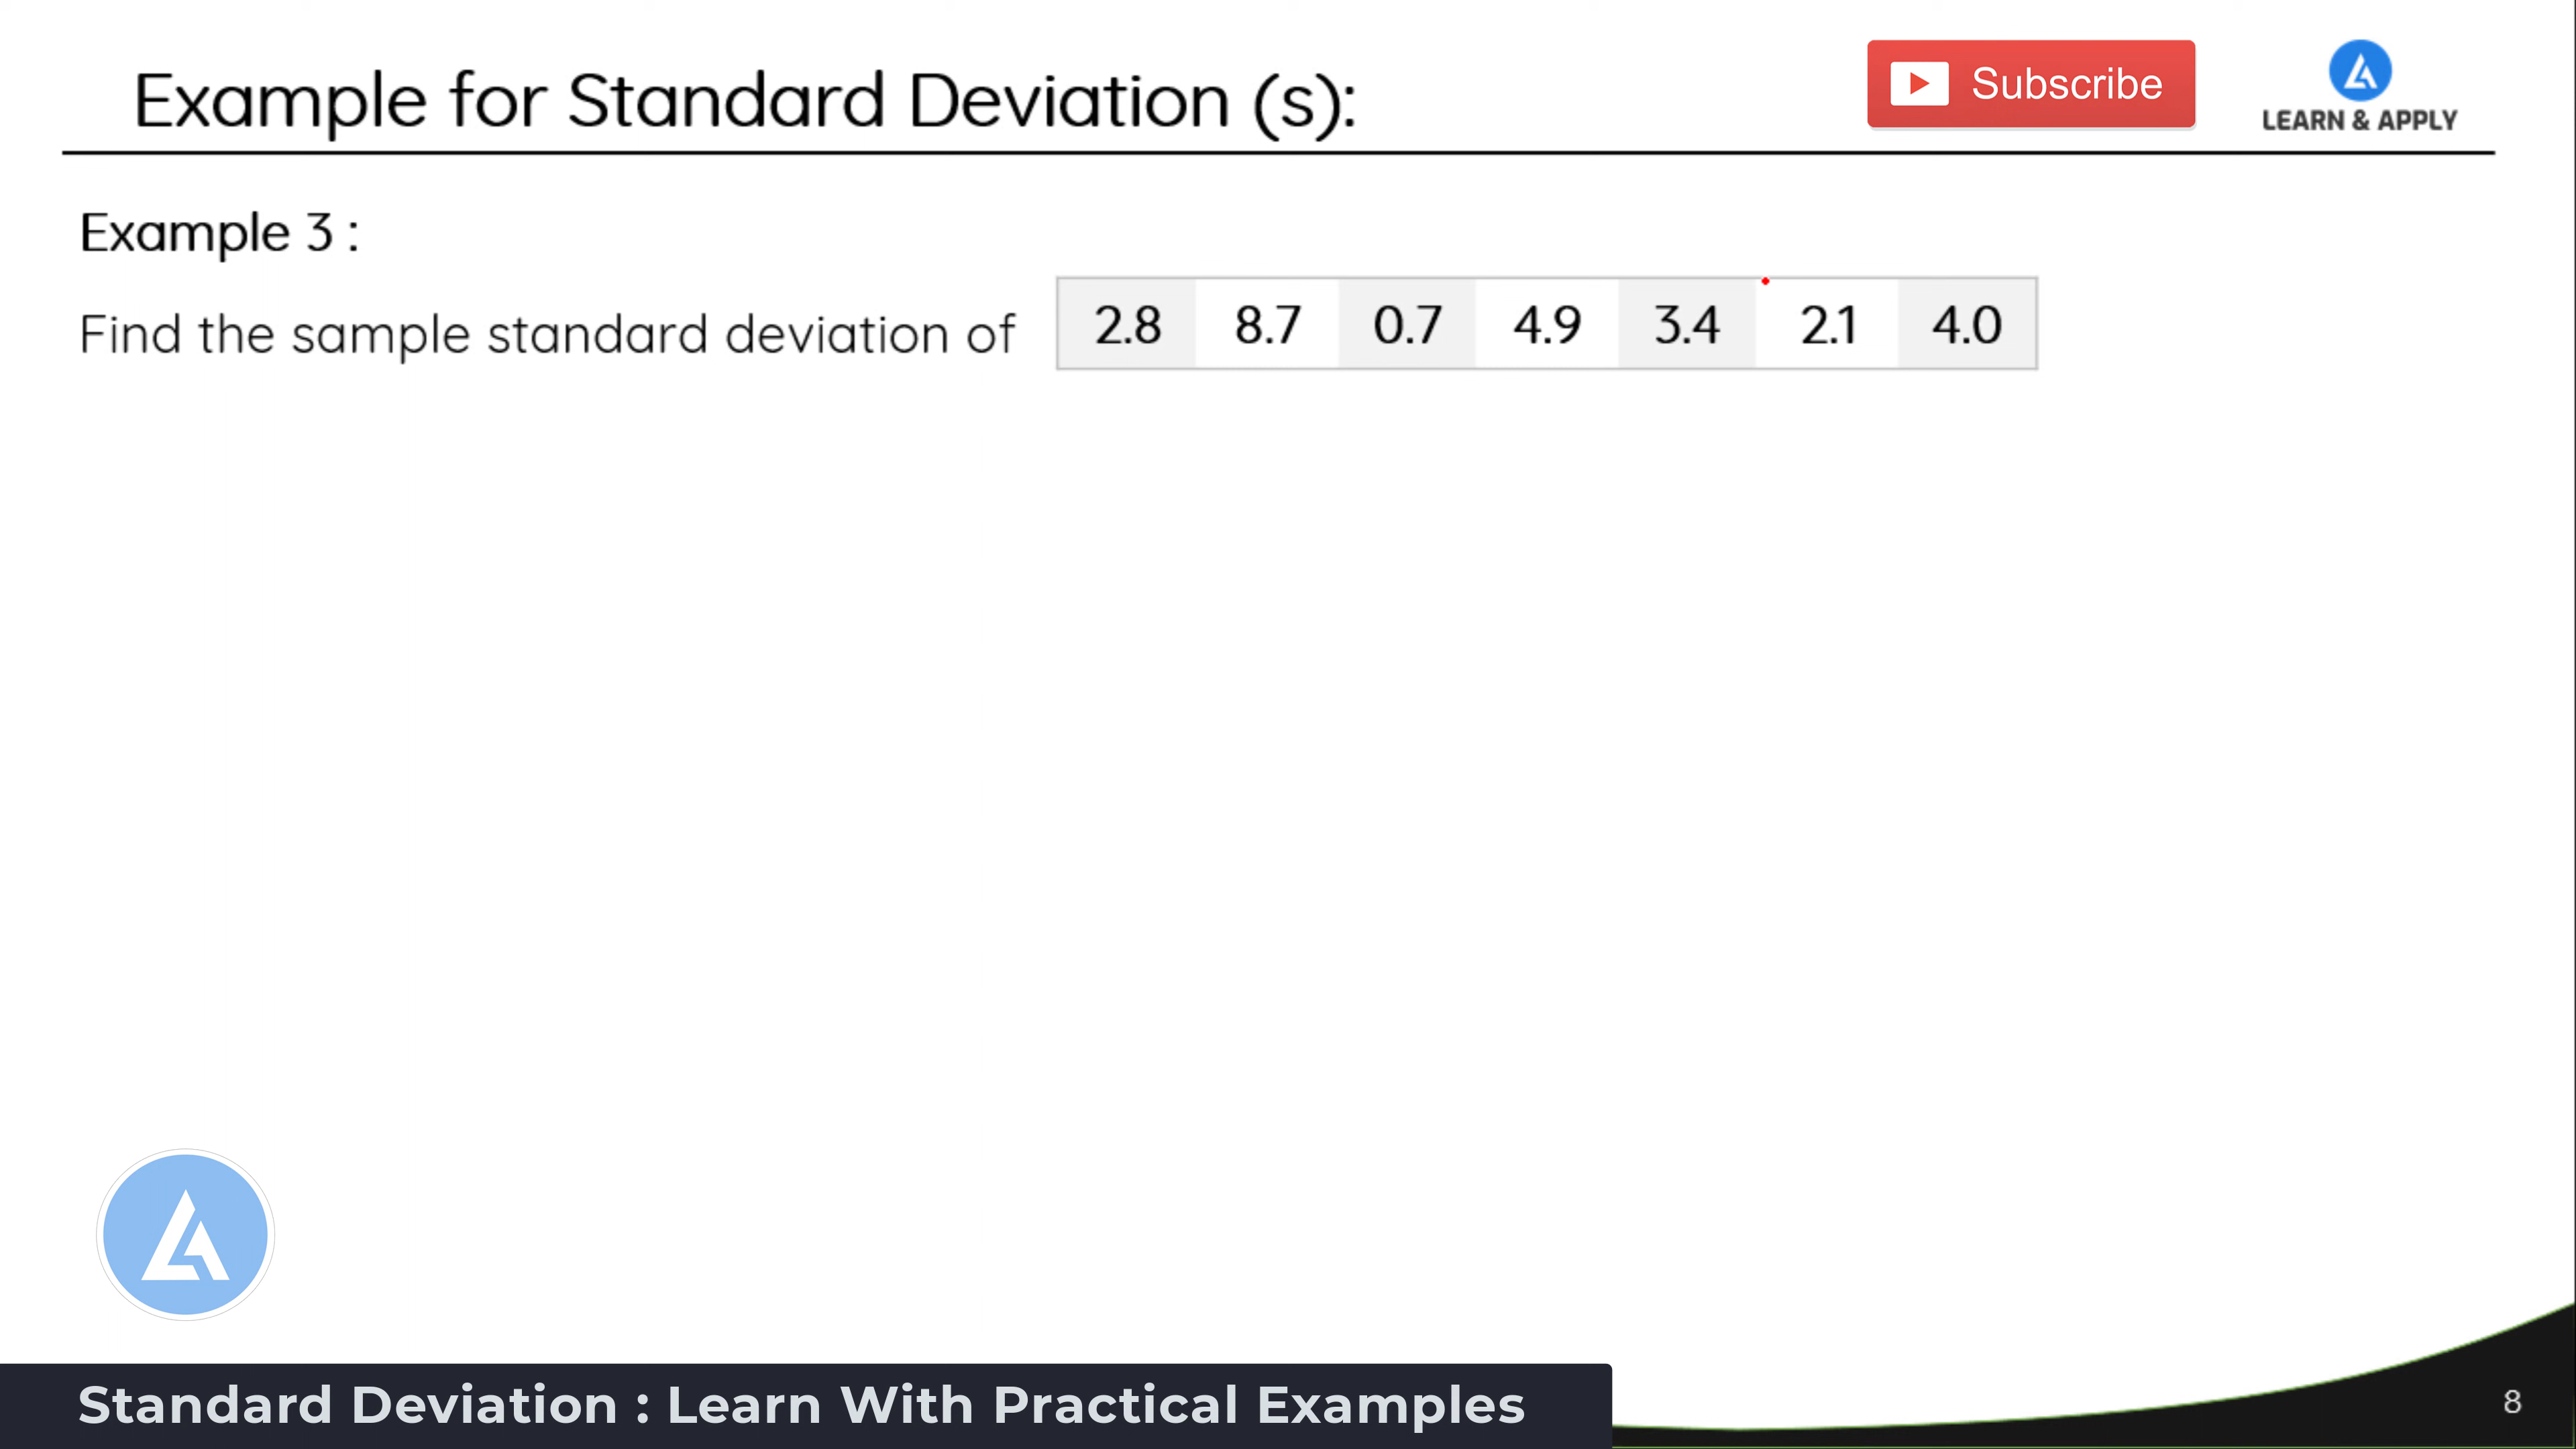 Example for Standard Deviation (s):
Subscribe
LEARN & APPLY
Example 3 :
Find the sample standard deviation of 2.8 8.7 0.7 4.9 3.4 2.1 4.0
Standard Deviation : Learn With Practical Examples
8